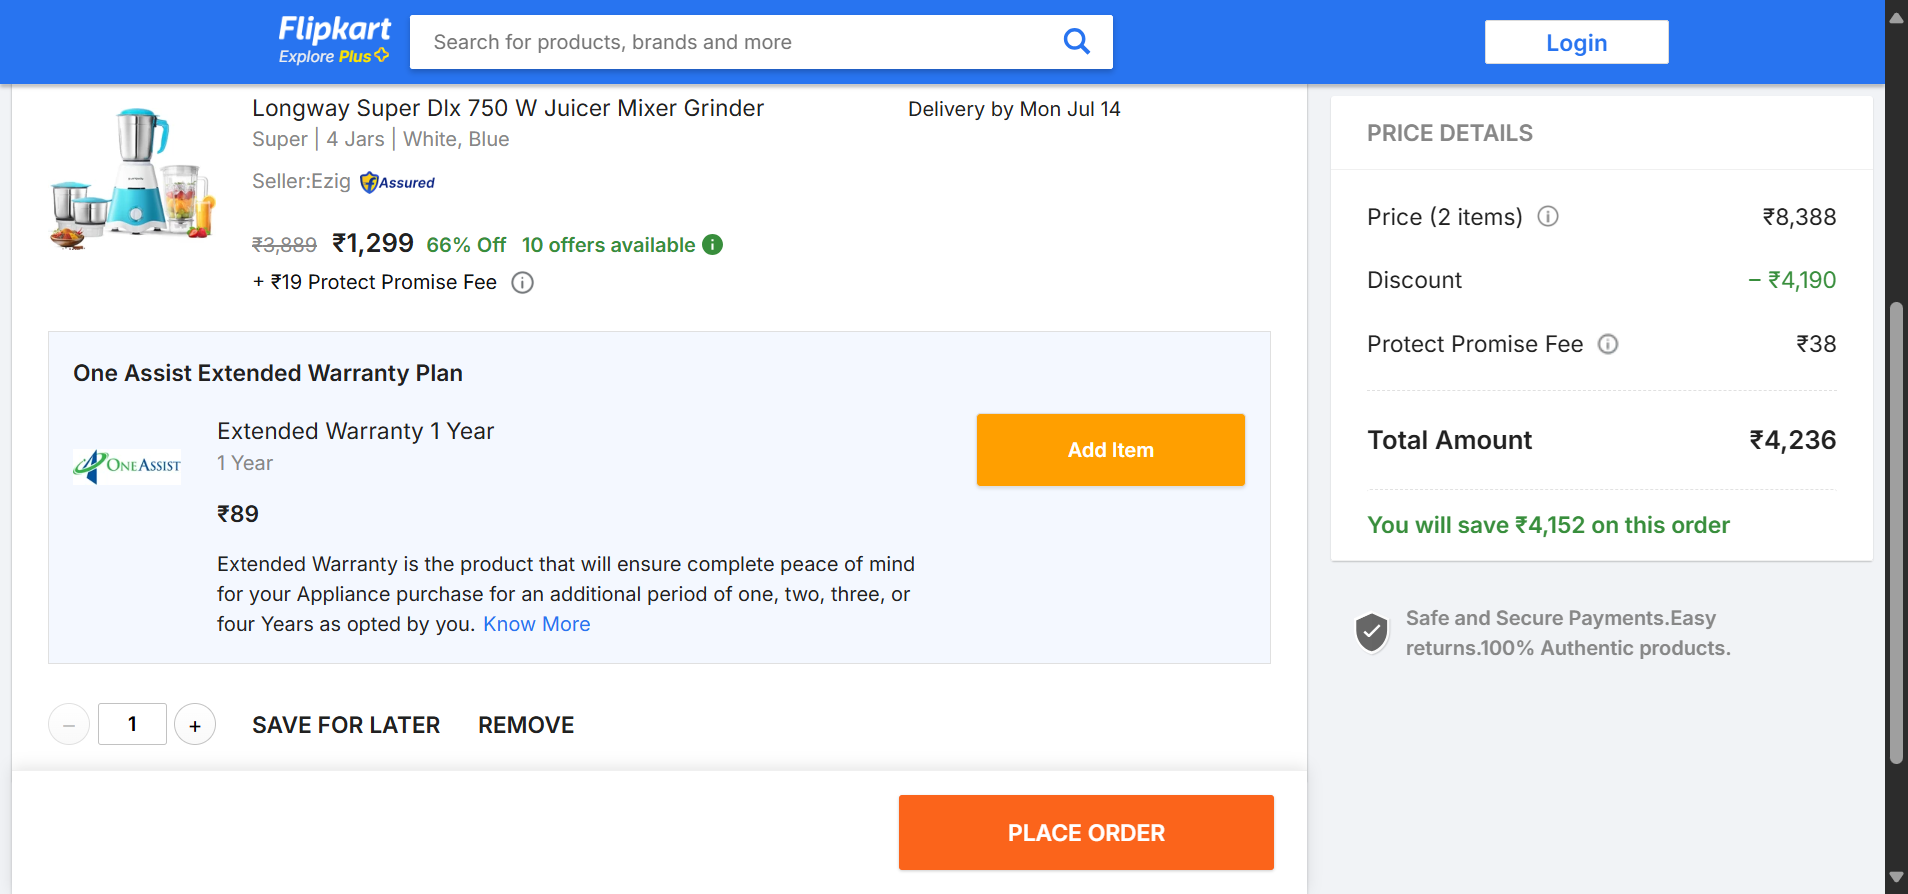 Flipkart
Explore Plus
Search for products, brands and more
Login
Longway Super Dlx 750 W Juicer Mixer Grinder
Super | 4 Jars | White, Blue
Seller:Ezig
Assured
₹3,889 ₹1,299 66% Off 10 offers available
+ ₹19 Protect Promise Fee
Delivery by Mon Jul 14
One Assist Extended Warranty Plan
ONEASSIST
Extended Warranty 1 Year
1 Year
₹89
Extended Warranty is the product that will ensure complete peace of mind
for your Appliance purchase for an additional period of one, two, three, or
four Years as opted by you. Know More
Add Item
− 1 + SAVE FOR LATER REMOVE
PLACE ORDER
PRICE DETAILS
Price (2 items) ₹8,388
Discount − ₹4,190
Protect Promise Fee ₹38
Total Amount ₹4,236
You will save ₹4,152 on this order
Safe and Secure Payments.Easy
returns.100% Authentic products.